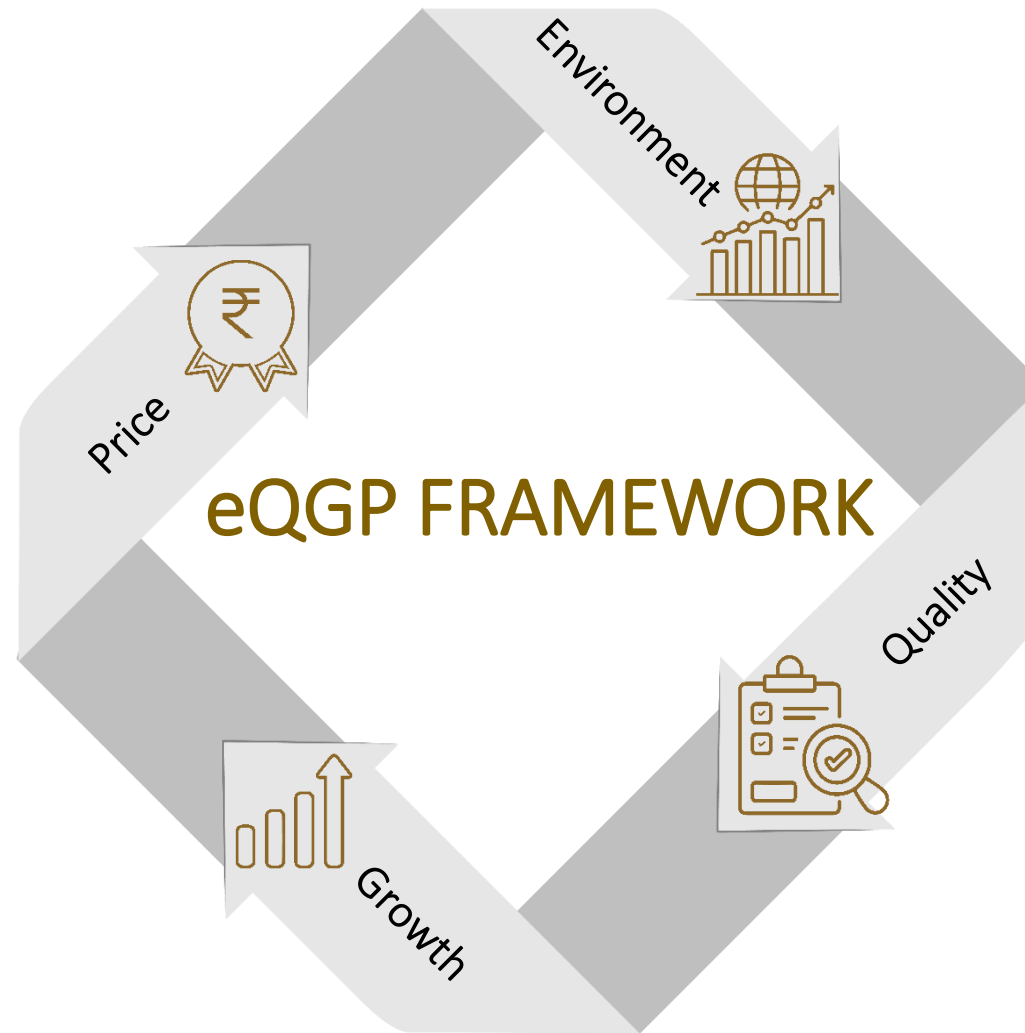 Environment
₹
Price
eQGP FRAMEWORK
Quality
Growth